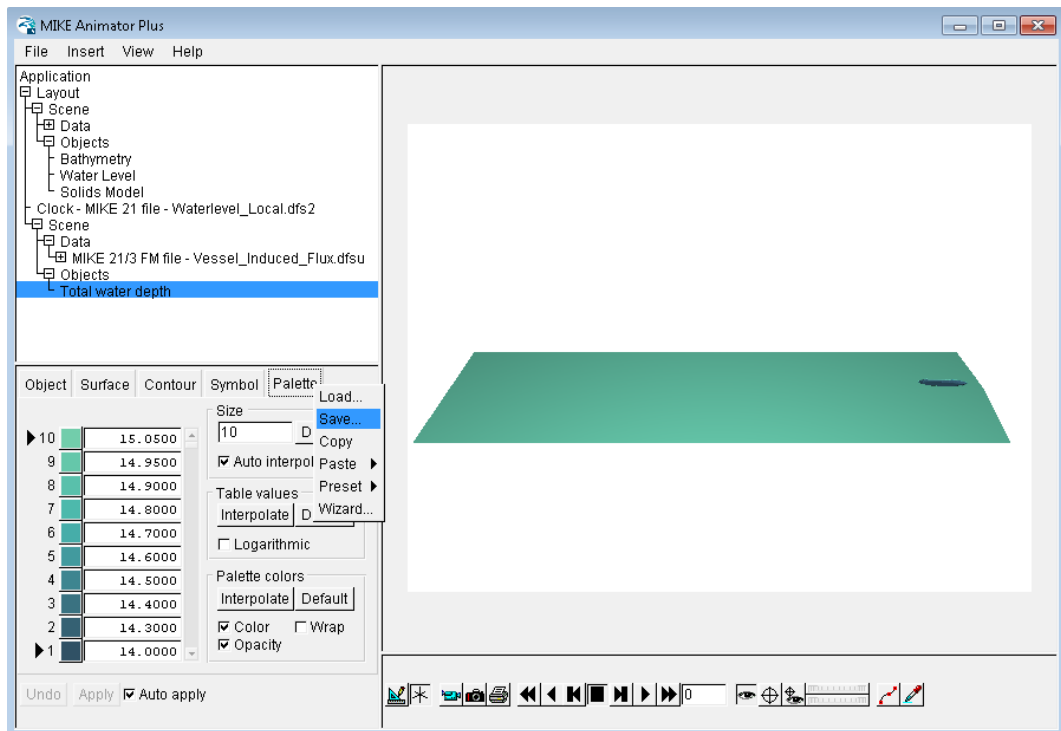 MIKE Animator Plus
File Insert View Help
Application
Layout
Scene
Data
Objects
Bathymetry
Water Level
Solids Model
Clock - MIKE 21 file - Waterlevel_Local.dfs2
Scene
Data
MIKE 21/3 FM file - Vessel_Induced_Flux.dfsu
Objects
Total water depth
Object Surface Contour Symbol Palette
Load...
Save...
Copy
Paste
Preset
Wizard...
Size
10 D
Auto interpol
Table values
Interpolate D
Logarithmic
Palette colors
Interpolate Default
Color Wrap
Opacity
10 15.0500
9 14.9500
8 14.9000
7 14.8000
6 14.7000
5 14.6000
4 14.5000
3 14.4000
2 14.3000
1 14.0000
Undo Apply Auto apply
0